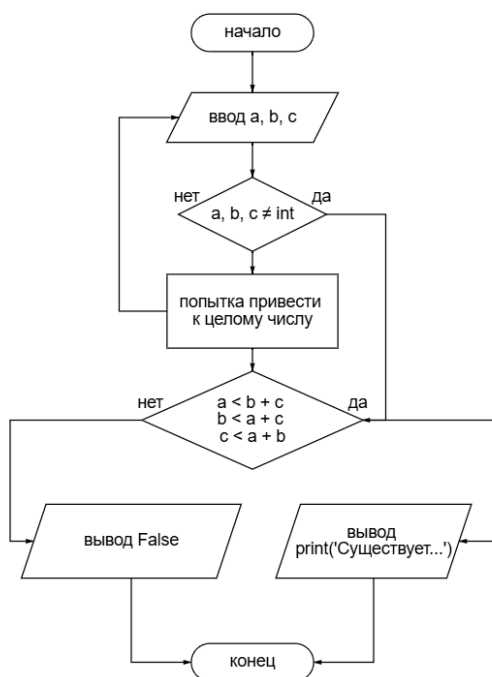 начало
ввод a, b, c
нет
да
a, b, c ≠ int
попытка привести
к целому числу
нет
да
a < b + c
b < a + c
c < a + b
вывод False
вывод
print('Существует...')
конец